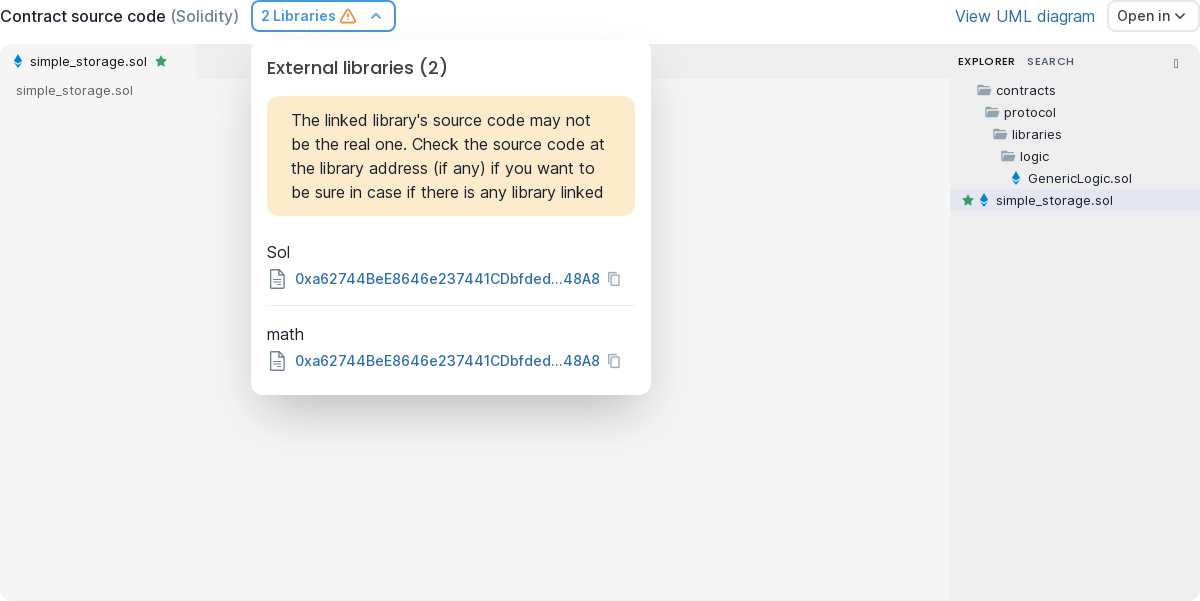 Contract source code (Solidity)
2 Libraries
View UML diagram
Open in
simple_storage.sol
simple_storage.sol
External libraries (2)
The linked library's source code may not
be the real one. Check the source code at
the library address (if any) if you want to
be sure in case if there is any library linked
Sol
0xa62744BeE8646e237441CDbfded...48A8
math
0xa62744BeE8646e237441CDbfded...48A8
EXPLORER
SEARCH
contracts
protocol
libraries
logic
GenericLogic.sol
simple_storage.sol